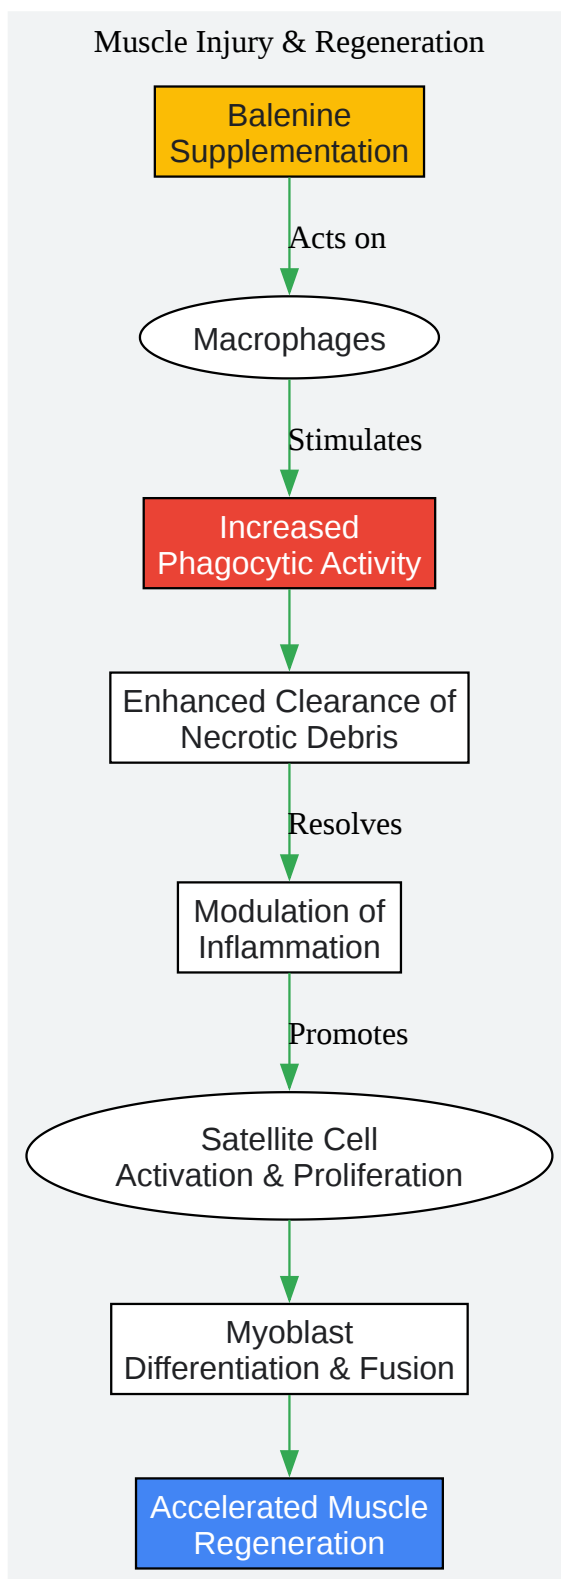 Muscle Injury & Regeneration
Balenine
Supplementation
Acts on
Macrophages
Stimulates
Increased
Phagocytic Activity
Enhanced Clearance of
Necrotic Debris
Resolves
Modulation of
Inflammation
Promotes
Satellite Cell
Activation & Proliferation
Myoblast
Differentiation & Fusion
Accelerated Muscle
Regeneration